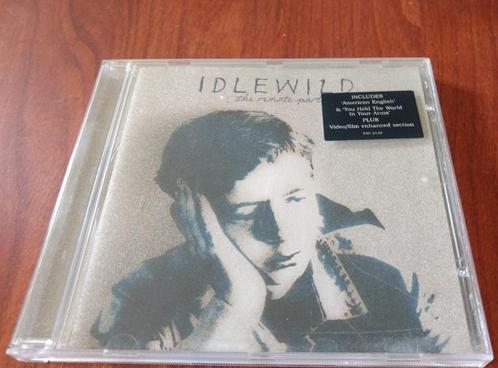 IDLEWILD
the remote part
INCLUDES
'American English'
& 'You Held The World
In Your Arms'
PLUS
Video/film enhanced section